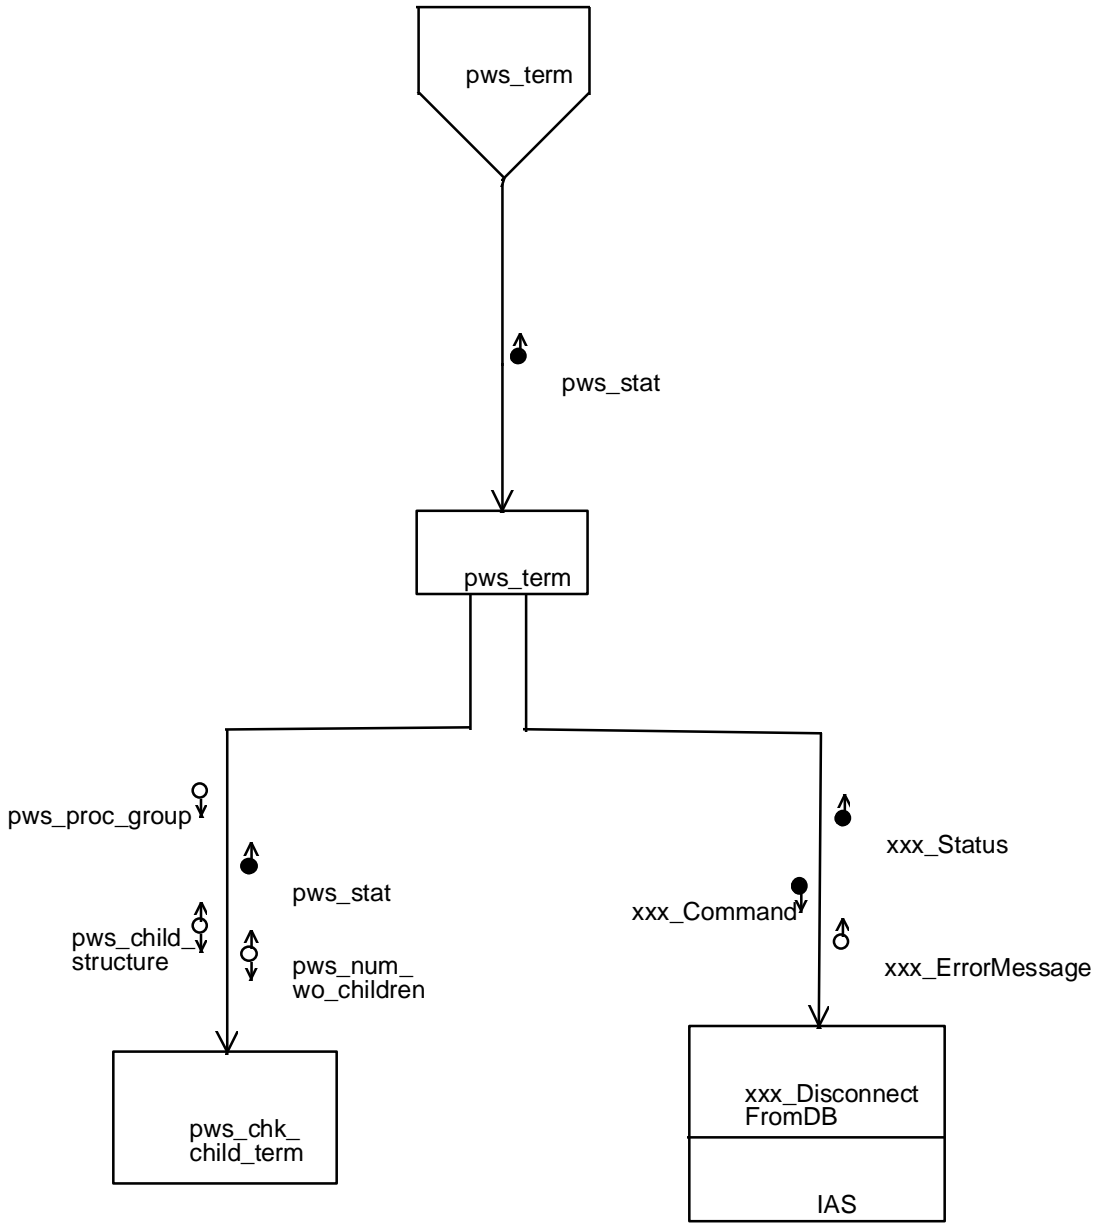 pws_term
pws_stat
pws_term
pws_proc_group
pws_stat
pws_child_
structure
pws_num_
wo_children
xxx_Status
xxx_Command
xxx_ErrorMessage
pws_chk_
child_term
xxx_Disconnect
FromDB
IAS